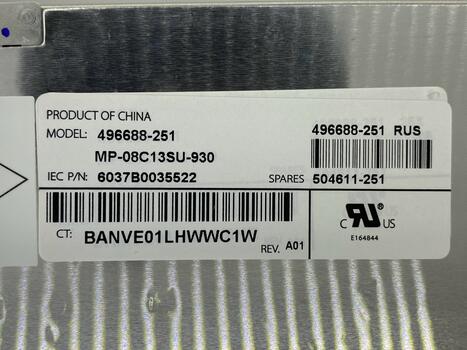 PRODUCT OF CHINA
MODEL: 496688-251 496688-251 RUS
MP-08C13SU-930
IEC P/N: 6037B0035522 SPARES 504611-251
CT: BANVE01LHWWC1W
REV. A01
C RU US
E164844